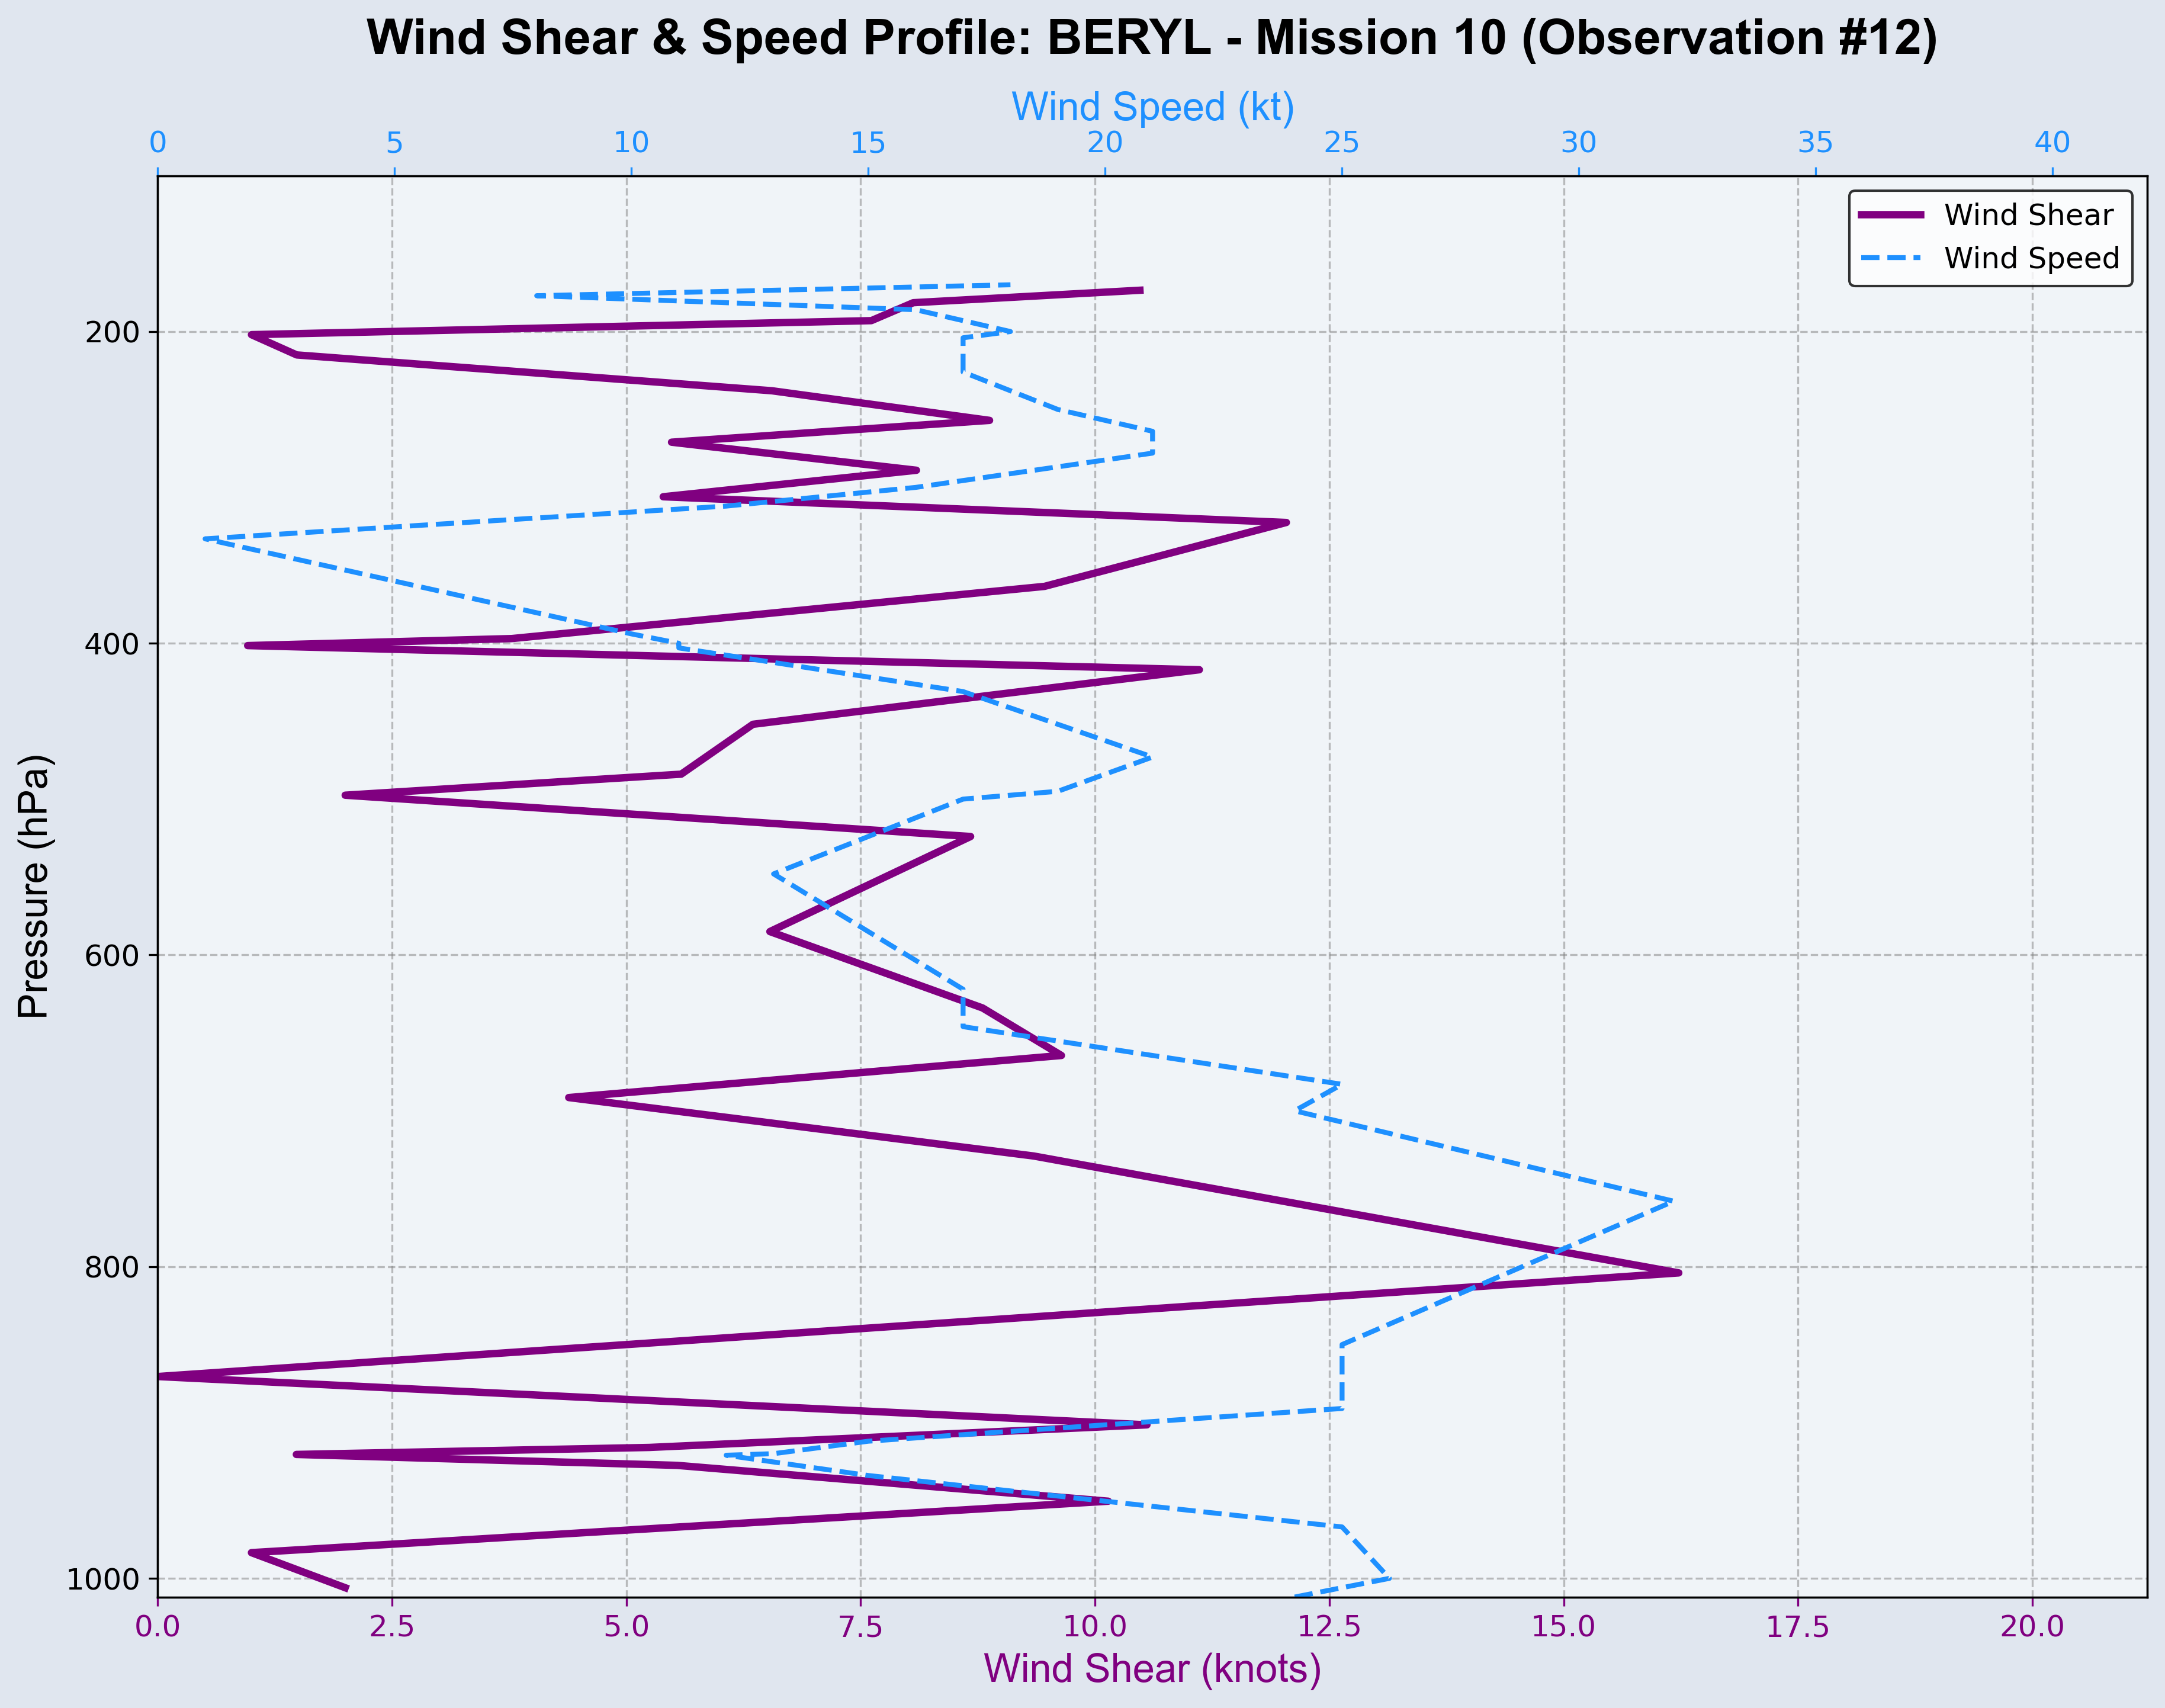 Wind Shear & Speed Profile: BERYL - Mission 10 (Observation #12)
Wind Speed (kt)
0 5 10 15 20 25 30 35 40
Wind Shear
Wind Speed
200
400
600
800
1000
Pressure (hPa)
0.0 2.5 5.0 7.5 10.0 12.5 15.0 17.5 20.0
Wind Shear (knots)